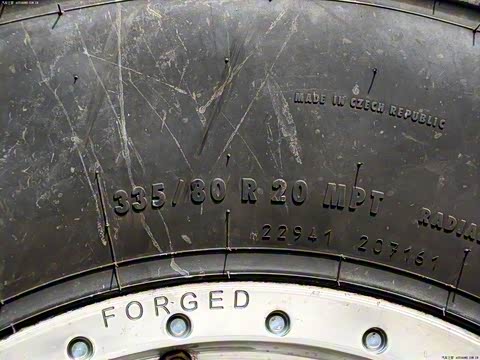 MADE IN CZECH REPUBLIC
335/80 R 20 MPT
RADIAL
22941 207161
FORGED